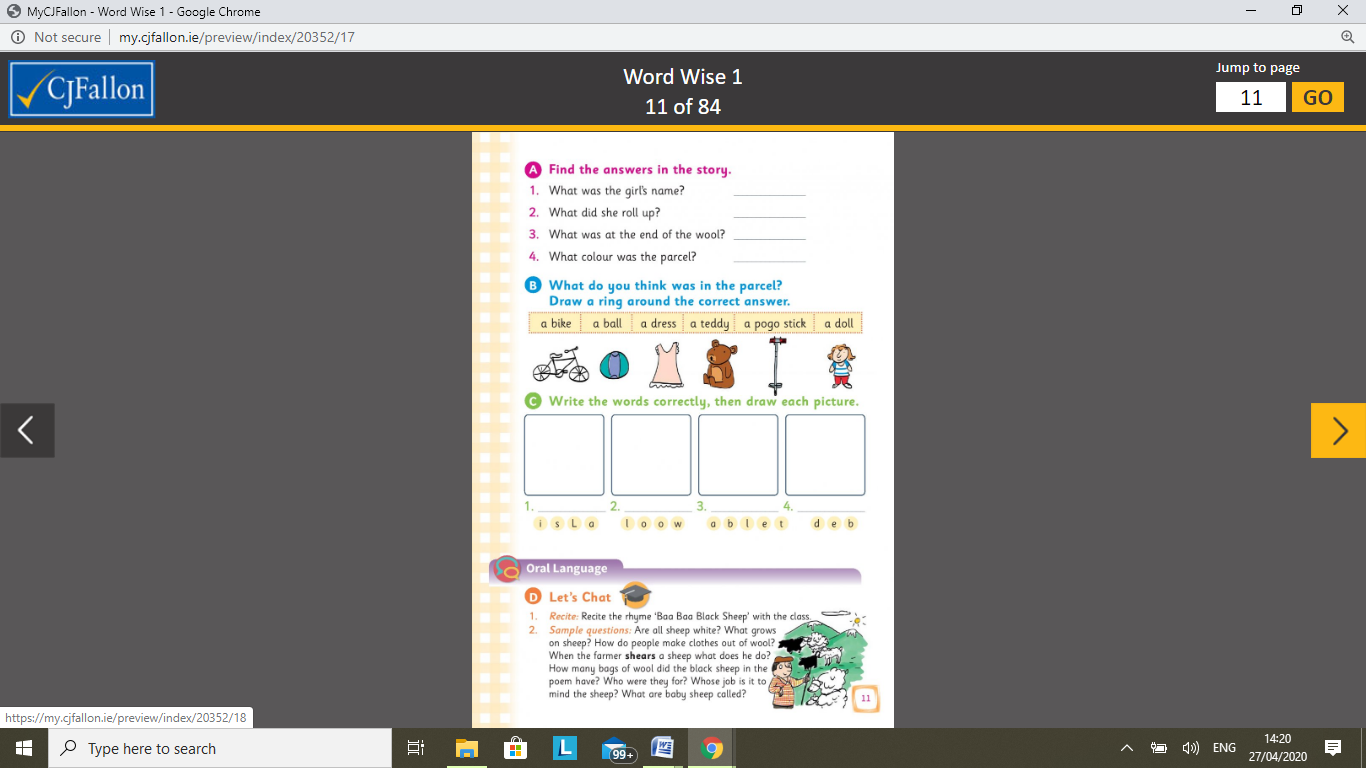 MyCJFallon - Word Wise 1 - Google Chrome
Not secure | my.cjfallon.ie/preview/index/20352/17
CJFallon
Word Wise 1
11 of 84
Jump to page
11 GO
A Find the answers in the story.
1. What was the girl's name?
2. What did she roll up?
3. What was at the end of the wool?
4. What colour was the parcel?
B What do you think was in the parcel?
Draw a ring around the correct answer.
a bike a ball a dress a teddy a pogo stick a doll
C Write the words correctly, then draw each picture.
1. 2. 3. 4.
i s L a l o o w a b l e t d e b
Oral Language
D Let's Chat
1. Recite: Recite the rhyme 'Baa Baa Black Sheep' with the class.
2. Sample questions: Are all sheep white? What grows
on sheep? How do people make clothes out of wool?
When the farmer shears a sheep what does he do?
How many bags of wool did the black sheep in the
poem have? Who were they for? Whose job is it to
mind the sheep? What are baby sheep called?
11
https://my.cjfallon.ie/preview/index/20352/18
Type here to search
L
99+
W
ENG
14:20
27/04/2020